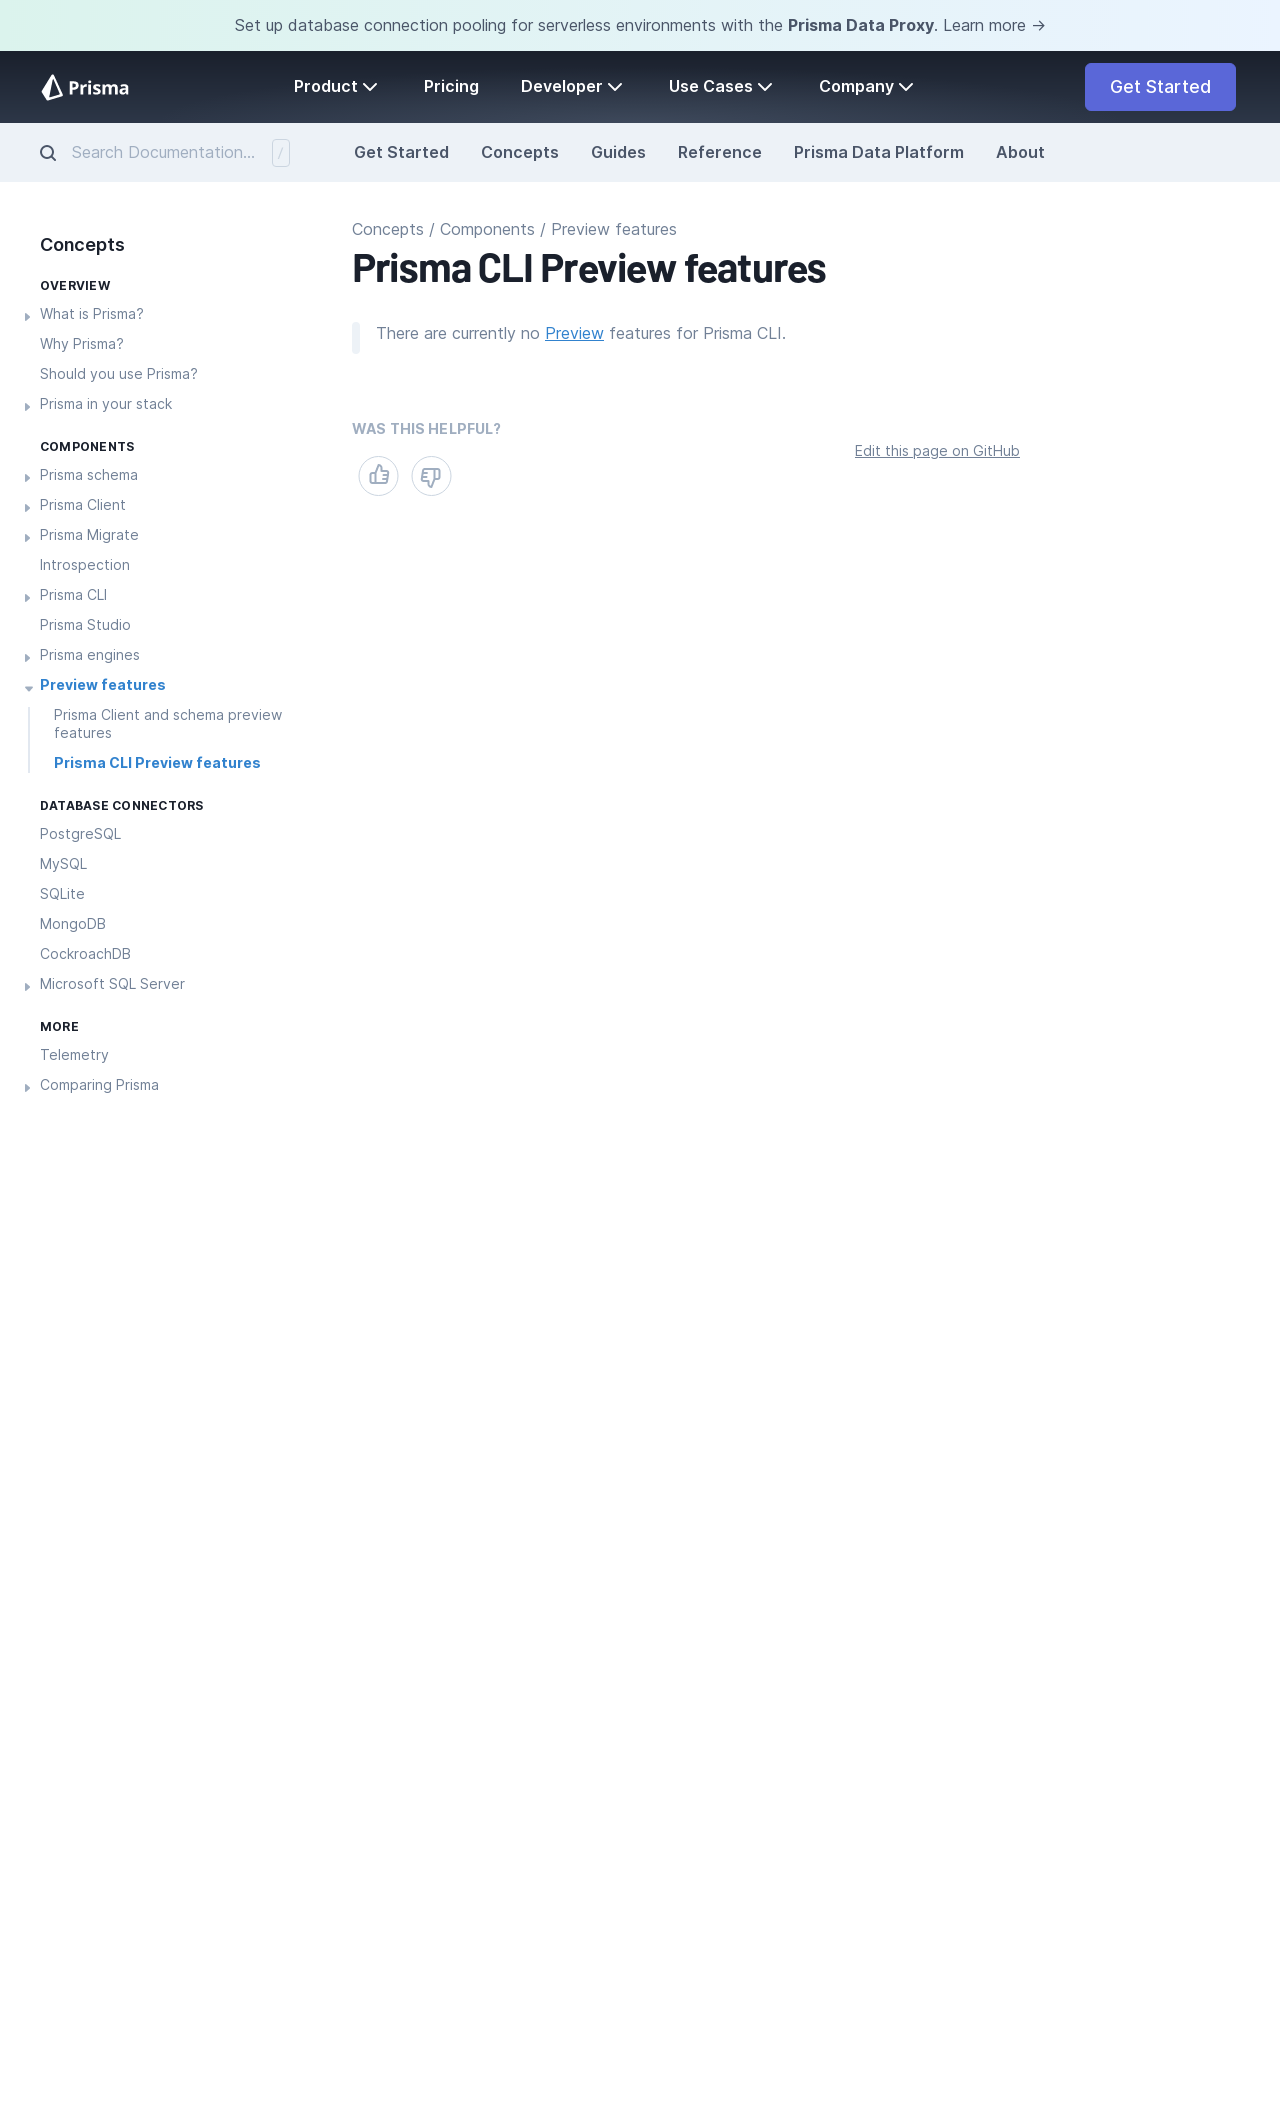 Set up database connection pooling for serverless environments with the Prisma Data Proxy. Learn more →
Prisma
Product
Pricing
Developer
Use Cases
Company
Get Started
Search Documentation...
/
Get Started
Concepts
Guides
Reference
Prisma Data Platform
About
Concepts
OVERVIEW
What is Prisma?
Why Prisma?
Should you use Prisma?
Prisma in your stack
COMPONENTS
Prisma schema
Prisma Client
Prisma Migrate
Introspection
Prisma CLI
Prisma Studio
Prisma engines
Preview features
Prisma Client and schema preview
features
Prisma CLI Preview features
DATABASE CONNECTORS
PostgreSQL
MySQL
SQLite
MongoDB
CockroachDB
Microsoft SQL Server
MORE
Telemetry
Comparing Prisma
Concepts / Components / Preview features
Prisma CLI Preview features
There are currently no Preview features for Prisma CLI.
WAS THIS HELPFUL?
Edit this page on GitHub